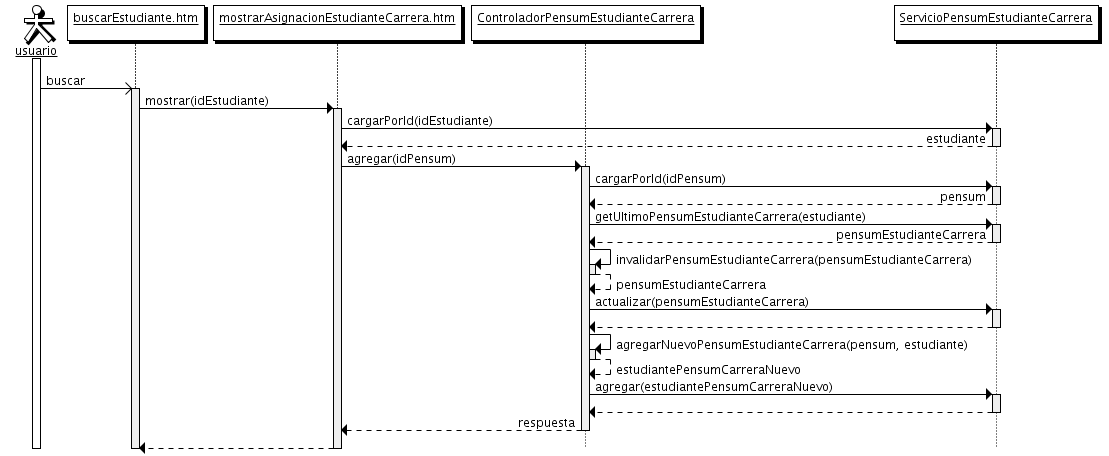 buscarEstudiante.htm
mostrarAsignacionEstudianteCarrera.htm
ControladorPensumEstudianteCarrera
ServicioPensumEstudianteCarrera
usuario
buscar
mostrar(idEstudiante)
cargarPorId(idEstudiante)
estudiante
agregar(idPensum)
cargarPorId(idPensum)
pensum
getUltimoPensumEstudianteCarrera(estudiante)
pensumEstudianteCarrera
invalidarPensumEstudianteCarrera(pensumEstudianteCarrera)
pensumEstudianteCarrera
actualizar(pensumEstudianteCarrera)
agregarNuevoPensumEstudianteCarrera(pensum, estudiante)
estudiantePensumCarreraNuevo
agregar(estudiantePensumCarreraNuevo)
respuesta